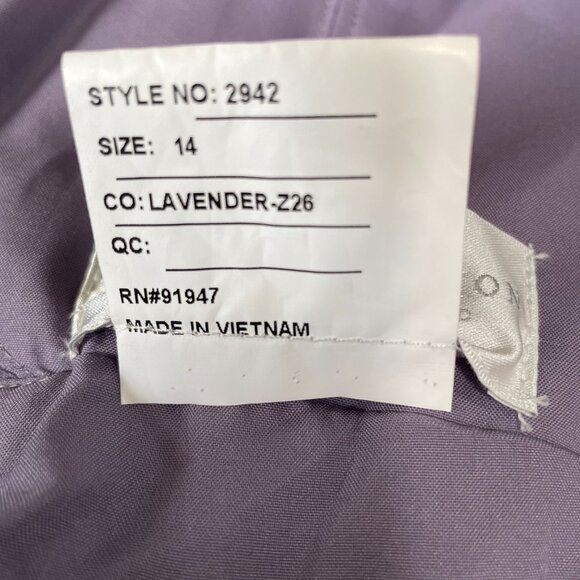 STYLE NO: 2942
SIZE: 14
CO: LAVENDER-Z26
QC:
RN#91947
MADE IN VIETNAM